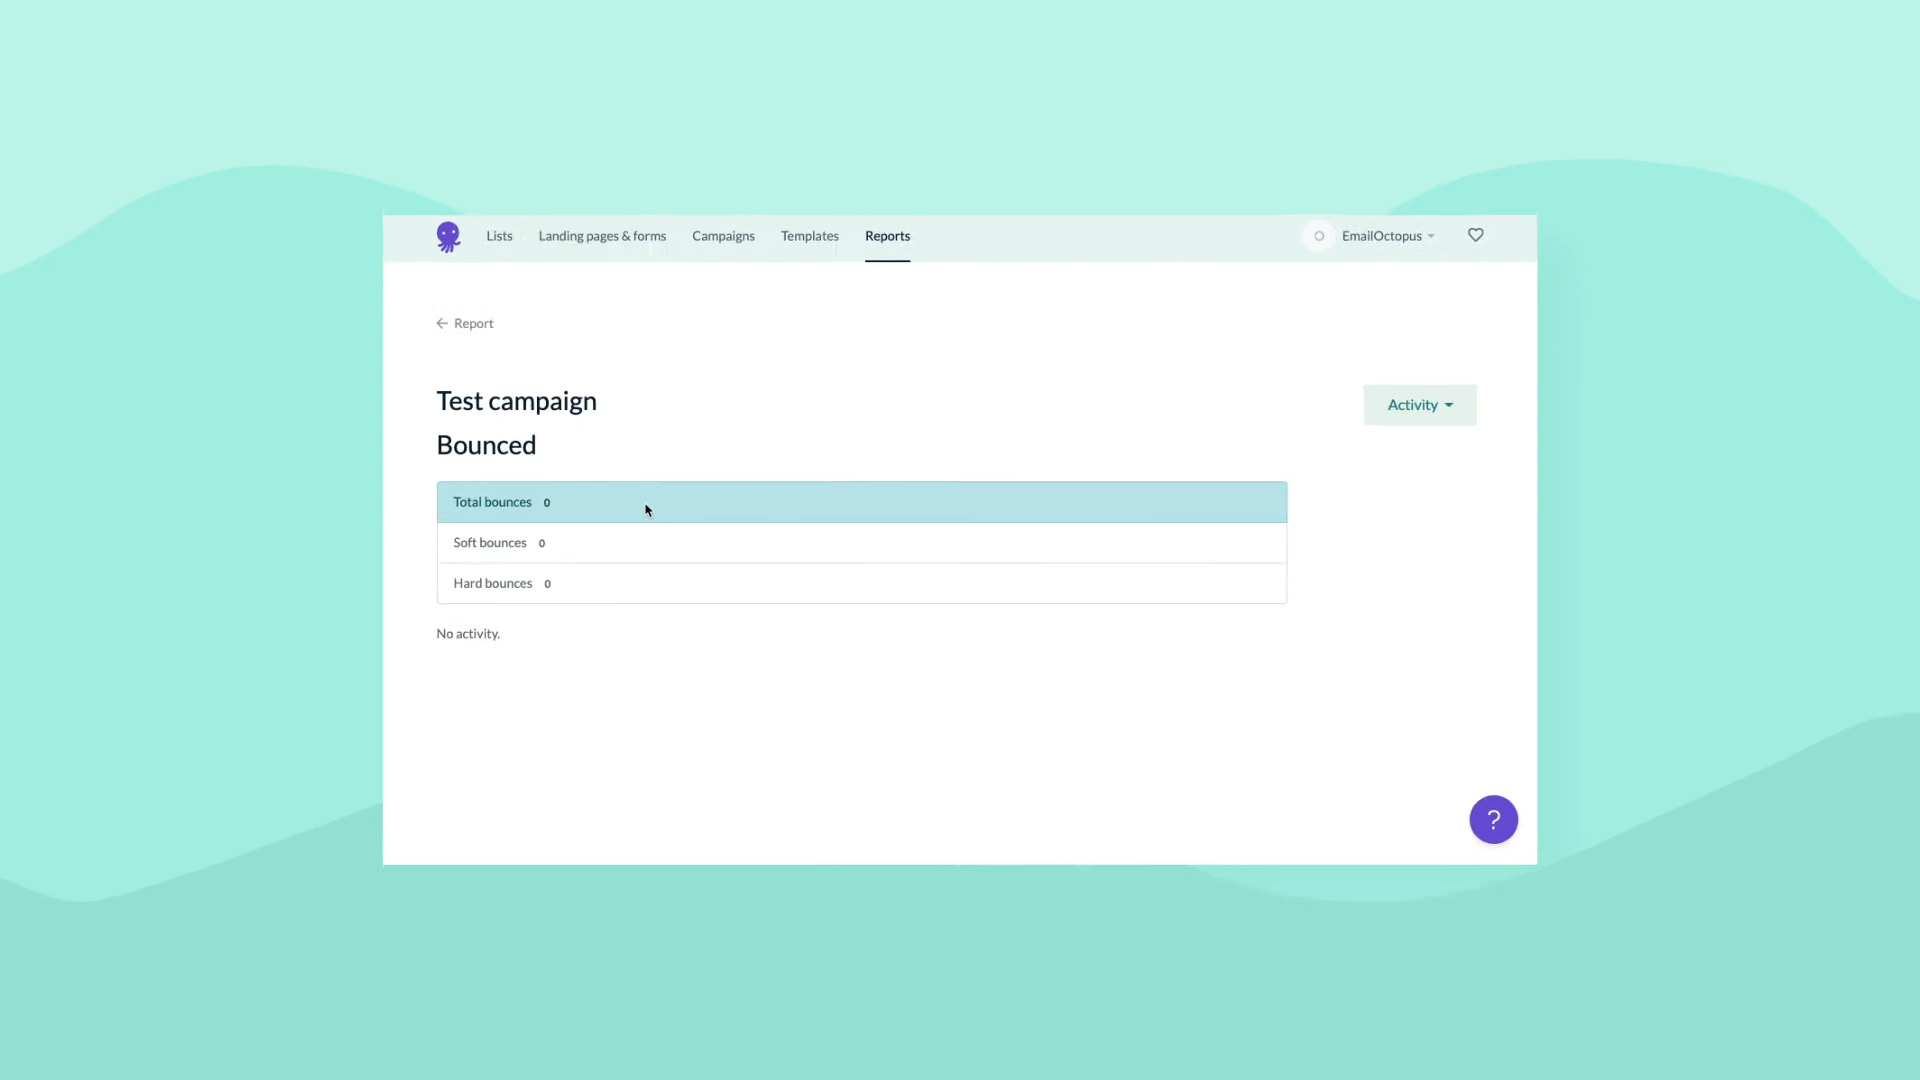 Lists Landing pages & forms Campaigns Templates Reports EmailOctopus
Report
Test campaign
Activity
Bounced
Total bounces 0
Soft bounces 0
Hard bounces 0
No activity.
?